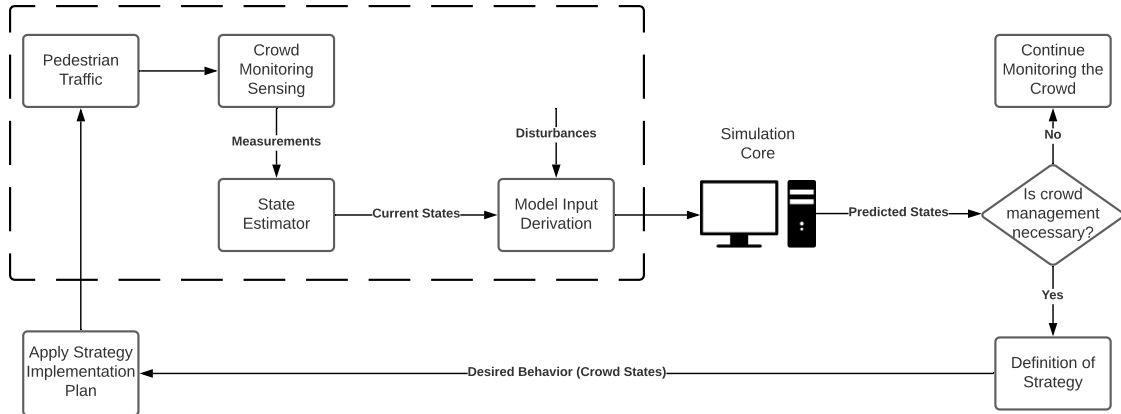 Pedestrian
Traffic
Crowd
Monitoring
Sensing
Continue
Monitoring the
Crowd
Measurements
Disturbances
Simulation
Core
No
State
Estimator
Current States
Model Input
Derivation
Predicted States
Is crowd
management
necessary?
Yes
Apply Strategy
Implementation
Plan
Desired Behavior (Crowd States)
Definition of
Strategy